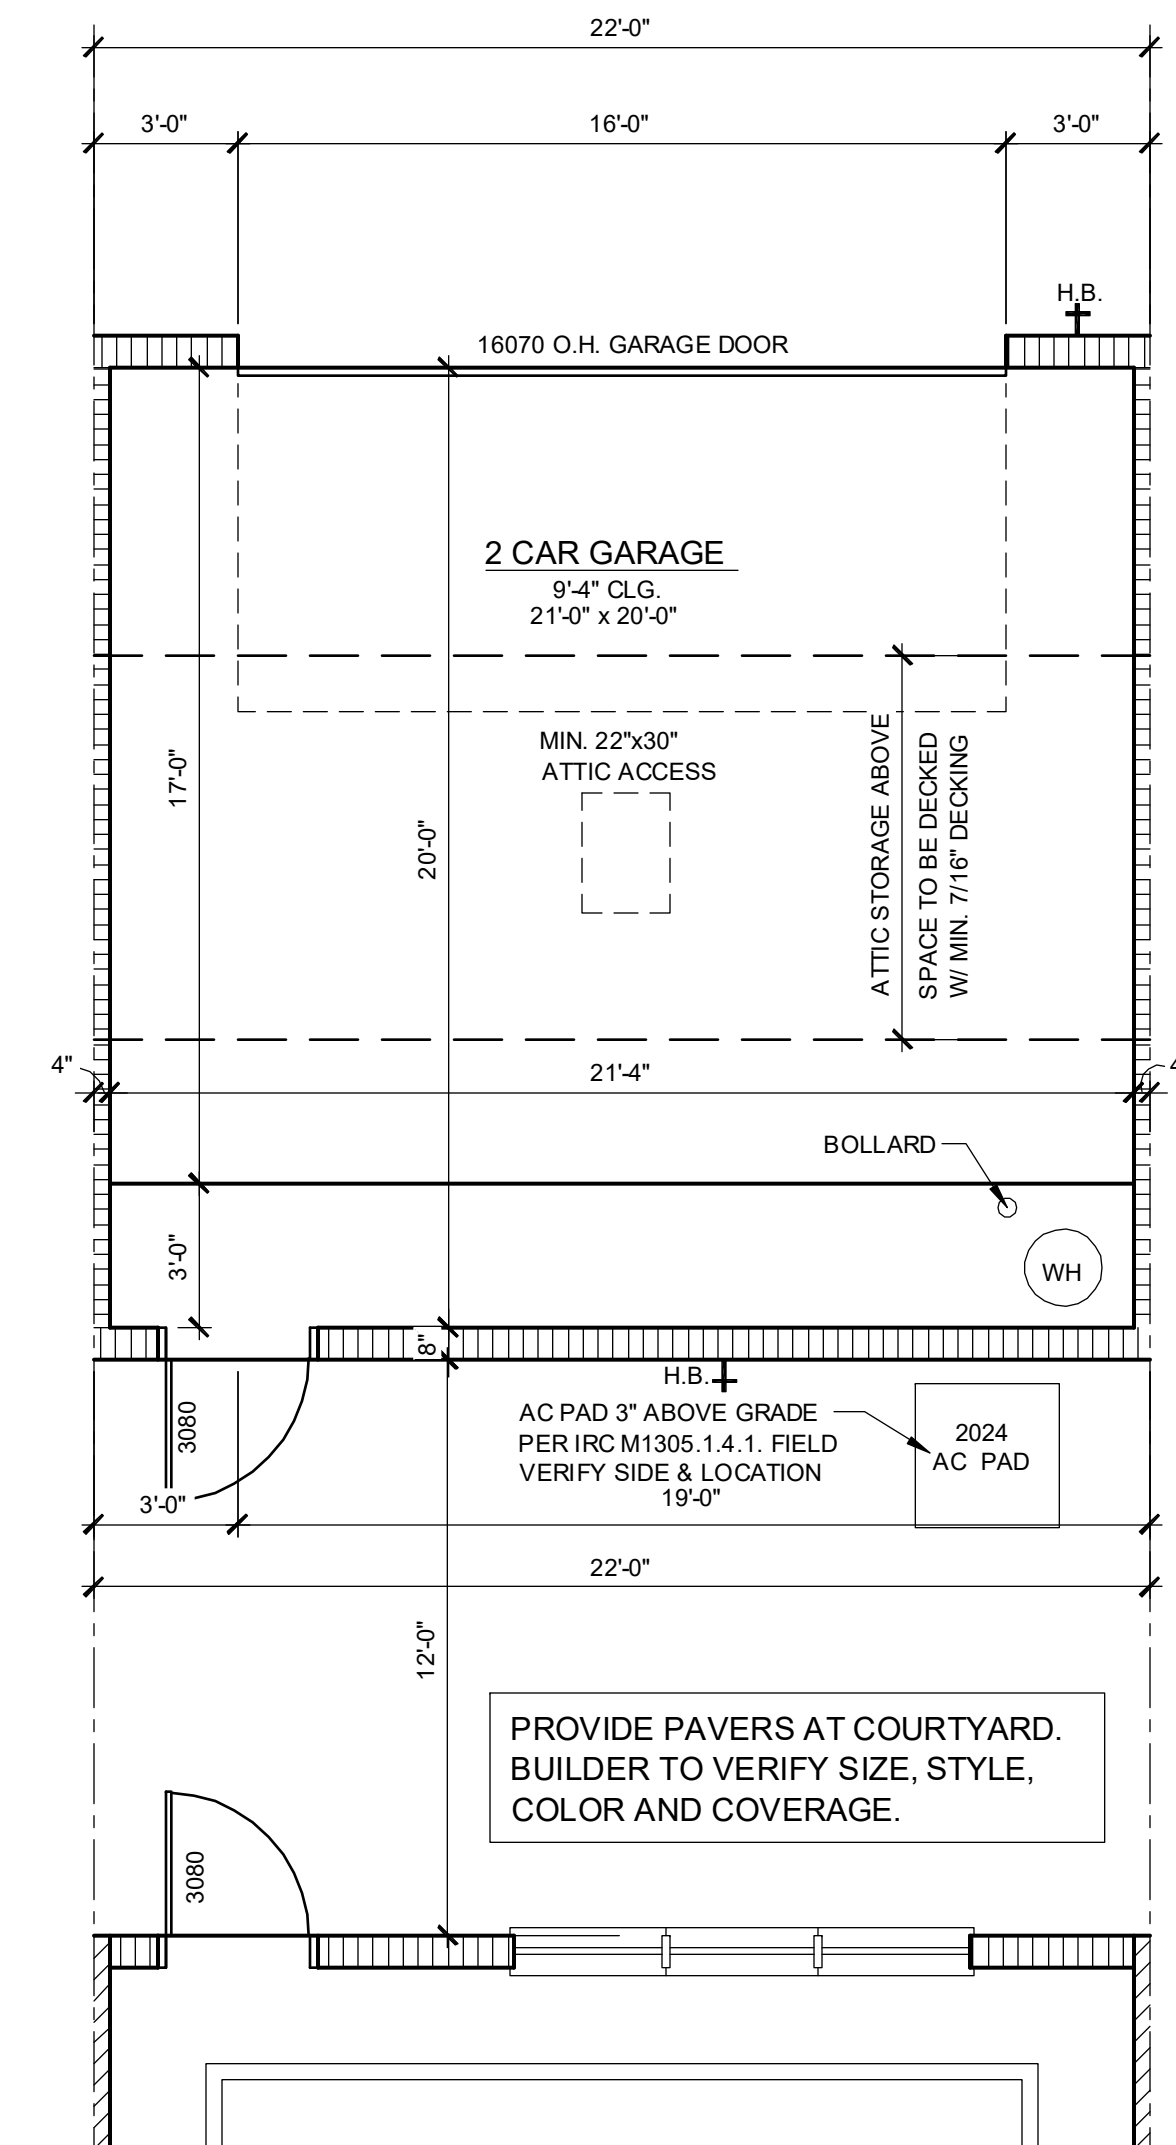 22'-0"
3'-0"
16'-0"
3'-0"
H.B.
16070 O.H. GARAGE DOOR
2 CAR GARAGE
9'-4" CLG.
21'-0" x 20'-0"
MIN. 22"x30"
ATTIC ACCESS
ATTIC STORAGE ABOVE
SPACE TO BE DECKED
W/ MIN. 7/16" DECKING
17'-0"
20'-0"
4"
21'-4"
4
BOLLARD
3'-0"
WH
8"
H.B.
3080
AC PAD 3" ABOVE GRADE
PER IRC M1305.1.4.1. FIELD
VERIFY SIDE & LOCATION
2024
AC PAD
3'-0"
19'-0"
22'-0"
12'-0"
PROVIDE PAVERS AT COURTYARD.
BUILDER TO VERIFY SIZE, STYLE,
COLOR AND COVERAGE.
3080